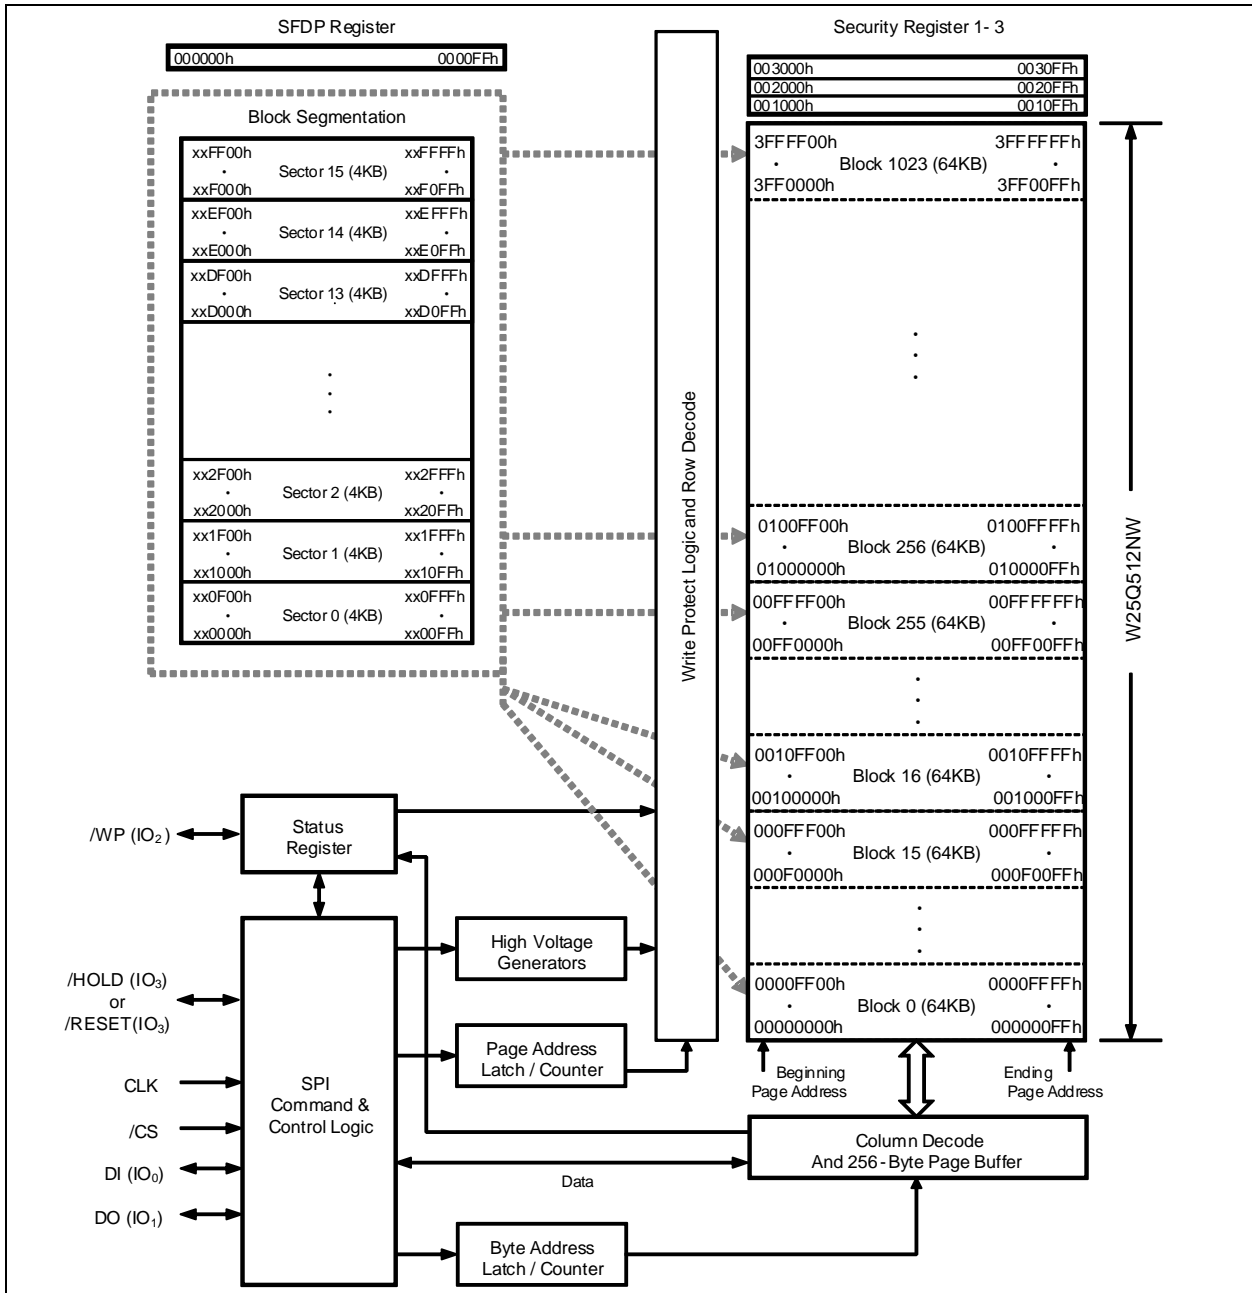 SFDP Register
000000h 0000FFh
Block Segmentation
xxFF00h xxFFFFh
Sector 15 (4KB)
xxF000h xxF0FFh
xxEF00h xxEFFFh
Sector 14 (4KB)
xxE000h xxE0FFh
xxDF00h xxDFFFh
Sector 13 (4KB)
xxD000h xxD0FFh
xx2F00h xx2FFFh
Sector 2 (4KB)
xx2000h xx20FFh
xx1F00h xx1FFFh
Sector 1 (4KB)
xx1000h xx10FFh
xx0F00h xx0FFFh
Sector 0 (4KB)
xx0000h xx00FFh
Write Protect Logic and Row Decode
Security Register 1- 3
003000h 0030FFh
002000h 0020FFh
001000h 0010FFh
3FFFF00h 3FFFFFFh
Block 1023 (64KB)
3FF0000h 3FF00FFh
0100FF00h 0100FFFFh
Block 256 (64KB)
01000000h 010000FFh
00FFFF00h 00FFFFFFh
Block 255 (64KB)
00FF0000h 00FF00FFh
0010FF00h 0010FFFFh
Block 16 (64KB)
00100000h 001000FFh
000FFF00h 000FFFFFh
Block 15 (64KB)
000F0000h 000F00FFh
0000FF00h 0000FFFFh
Block 0 (64KB)
00000000h 000000FFh
W25Q512NW
Beginning
Page Address
Ending
Page Address
/WP (IO₂)
Status
Register
/HOLD (IO₃)
or
/RESET(IO₃)
CLK
/CS
DI (IO₀)
DO (IO₁)
SPI
Command &
Control Logic
High Voltage
Generators
Page Address
Latch / Counter
Data
Byte Address
Latch / Counter
Column Decode
And 256-Byte Page Buffer